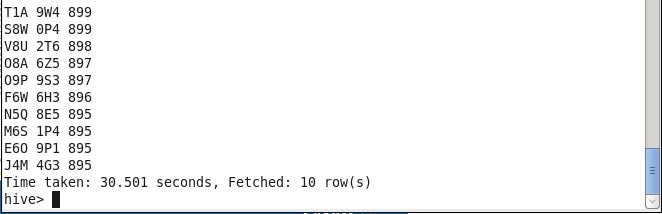 T1A 9W4 899
S8W 0P4 899
V8U 2T6 898
O8A 6Z5 897
O9P 9S3 897
F6W 6H3 896
N5Q 8E5 895
M6S 1P4 895
E6O 9P1 895
J4M 4G3 895
Time taken: 30.501 seconds, Fetched: 10 row(s)
hive>